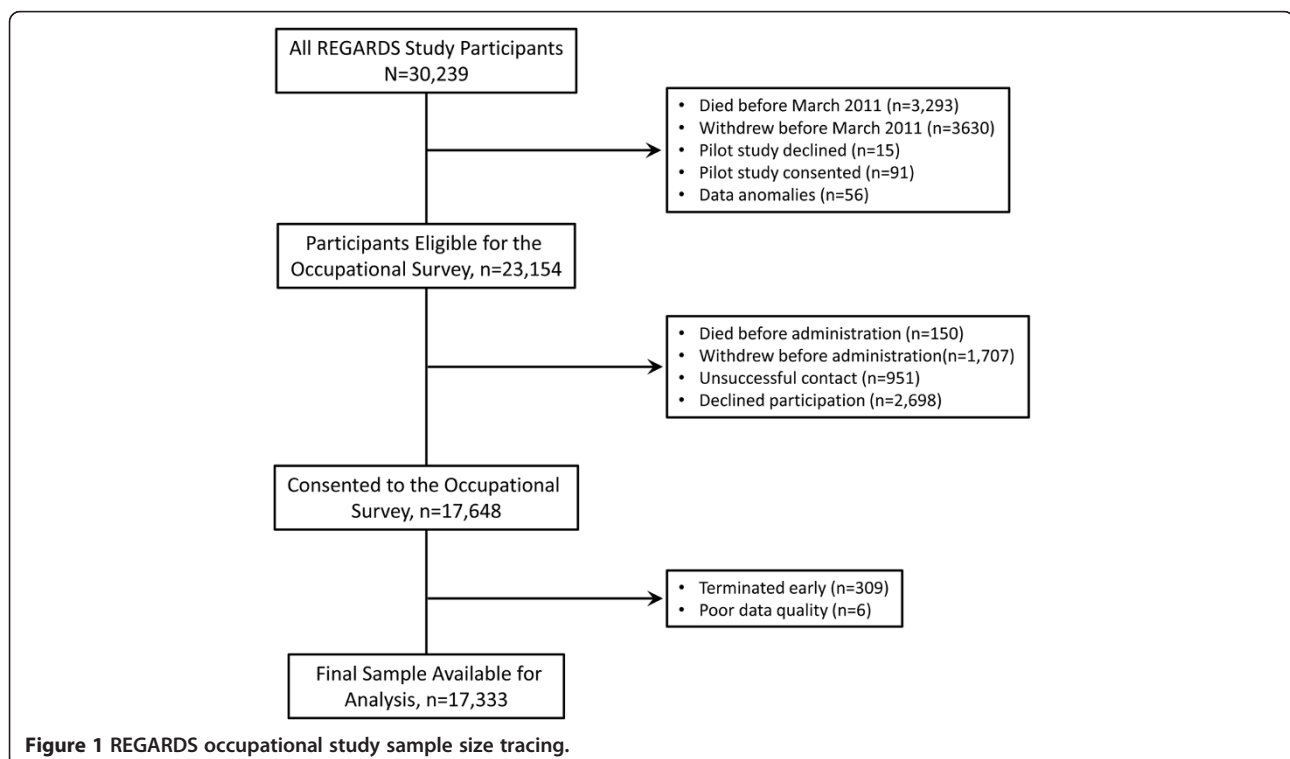 All REGARDS Study Participants
N=30,239
• Died before March 2011 (n=3,293)
• Withdrew before March 2011 (n=3630)
• Pilot study declined (n=15)
• Pilot study consented (n=91)
• Data anomalies (n=56)
Participants Eligible for the
Occupational Survey, n=23,154
• Died before administration (n=150)
• Withdrew before administration(n=1,707)
• Unsuccessful contact (n=951)
• Declined participation (n=2,698)
Consented to the Occupational
Survey, n=17,648
• Terminated early (n=309)
• Poor data quality (n=6)
Final Sample Available for
Analysis, n=17,333
Figure 1 REGARDS occupational study sample size tracing.